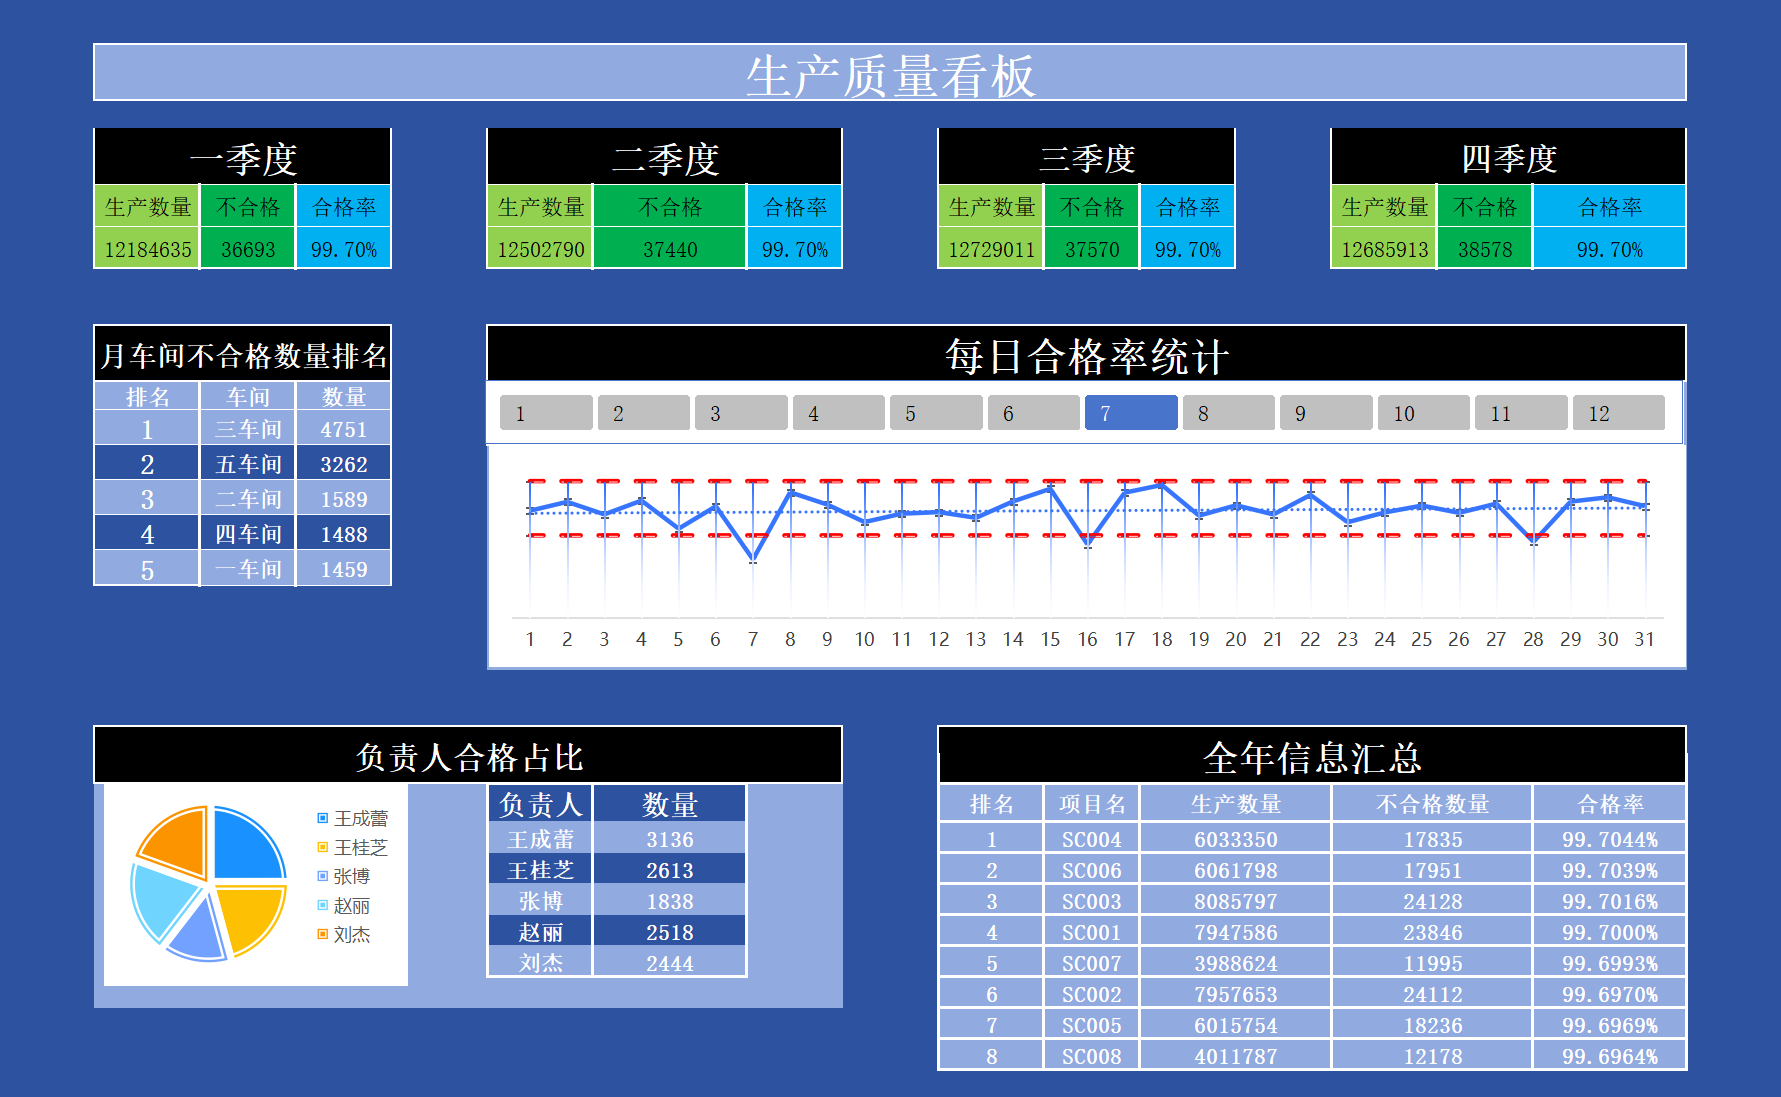 生产质量看板
一季度
生产数量 不合格 合格率
12184635 36693 99.70%
二季度
生产数量 不合格 合格率
12502790 37440 99.70%
三季度
生产数量 不合格 合格率
12729011 37570 99.70%
四季度
生产数量 不合格 合格率
12685913 38578 99.70%
月车间不合格数量排名
排名 车间 数量
1 三车间 4751
2 五车间 3262
3 二车间 1589
4 四车间 1488
5 一车间 1459
每日合格率统计
1 2 3 4 5 6 7 8 9 10 11 12
1 2 3 4 5 6 7 8 9 10 11 12 13 14 15 16 17 18 19 20 21 22 23 24 25 26 27 28 29 30 31
负责人合格占比
王成蕾
王桂芝
张博
赵丽
刘杰
负责人 数量
王成蕾 3136
王桂芝 2613
张博 1838
赵丽 2518
刘杰 2444
全年信息汇总
排名 项目名 生产数量 不合格数量 合格率
1 SC004 6033350 17835 99.7044%
2 SC006 6061798 17951 99.7039%
3 SC003 8085797 24128 99.7016%
4 SC001 7947586 23846 99.7000%
5 SC007 3988624 11995 99.6993%
6 SC002 7957653 24112 99.6970%
7 SC005 6015754 18236 99.6969%
8 SC008 4011787 12178 99.6964%